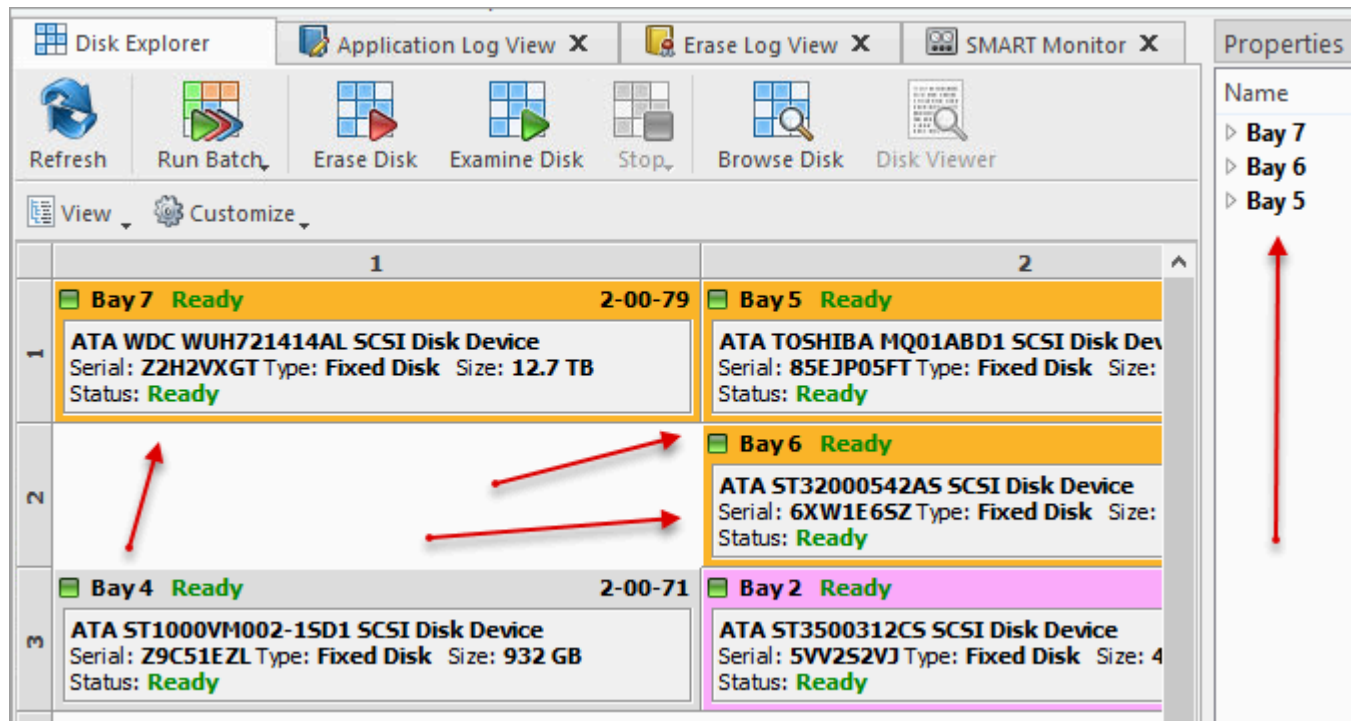 Disk Explorer Application Log View X Erase Log View X SMART Monitor X Properties
Refresh Run Batch Erase Disk Examine Disk Stop Browse Disk Disk Viewer
View Customize
Name
Bay 7
Bay 6
Bay 5
1 2
1
Bay 7 Ready 2-00-79
ATA WDC WUH721414AL SCSI Disk Device
Serial: Z2H2VXGT Type: Fixed Disk Size: 12.7 TB
Status: Ready
Bay 5 Ready
ATA TOSHIBA MQ01ABD1 SCSI Disk Dev
Serial: 85EJP05FT Type: Fixed Disk Size:
Status: Ready
2
Bay 6 Ready
ATA ST32000542AS SCSI Disk Device
Serial: 6XW1E6SZ Type: Fixed Disk Size:
Status: Ready
3
Bay 4 Ready 2-00-71
ATA ST1000VM002-1SD1 SCSI Disk Device
Serial: Z9C51EZL Type: Fixed Disk Size: 932 GB
Status: Ready
Bay 2 Ready
ATA ST3500312CS SCSI Disk Device
Serial: 5VV2S2VJ Type: Fixed Disk Size: 4
Status: Ready